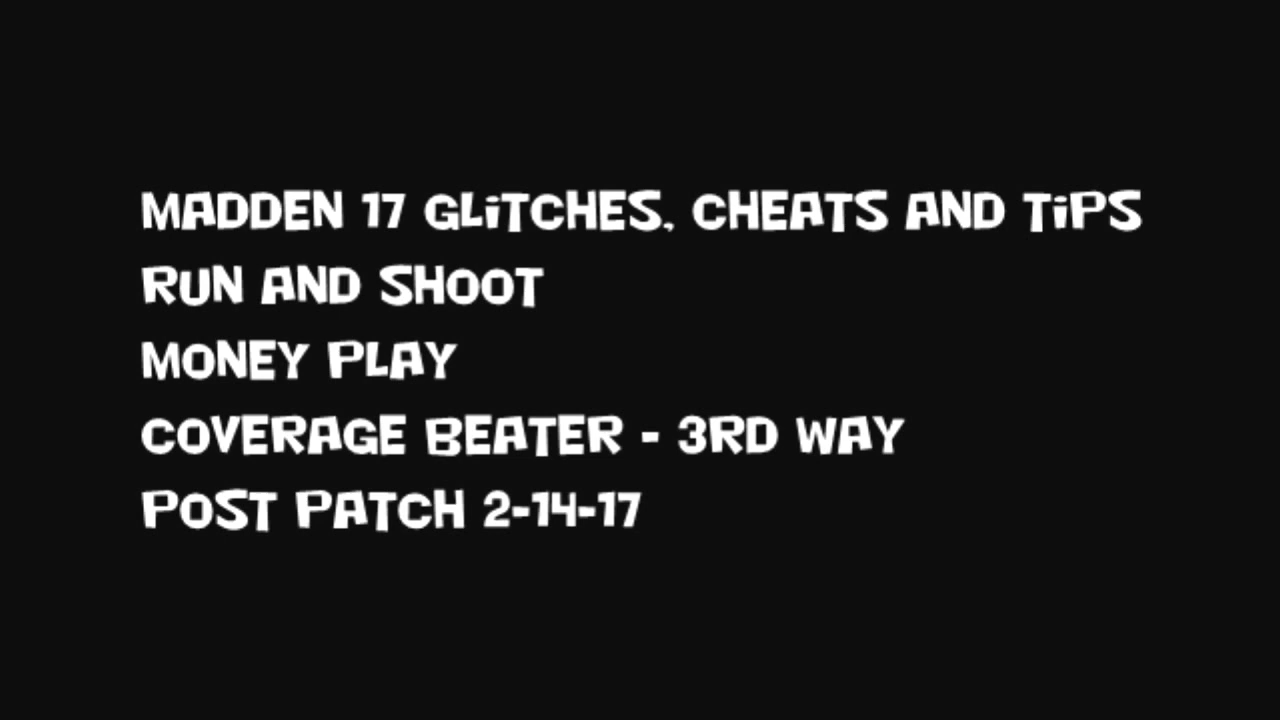 MADDEN 17 GLiTCHES, CHEATS AND TiPS
RUN AND SHOOT
MONEY PLAY
COVERAGE BEATER - 3RD WAY
POST PATCH 2-14-17